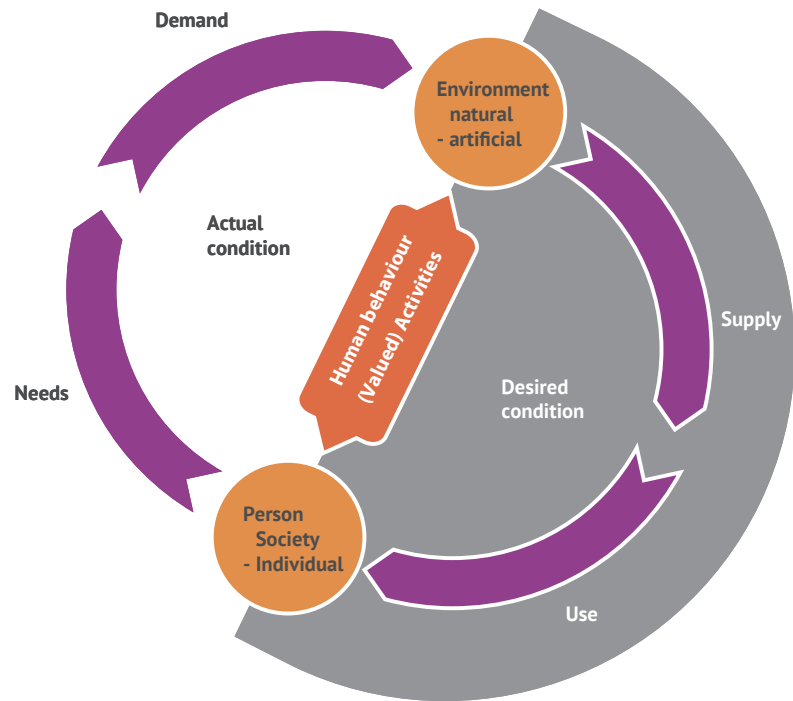 Demand
Environment
natural
- artificial
Actual
condition
Human behaviour
(Valued) Activities
Supply
Desired
condition
Needs
Person
Society
- Individual
Use